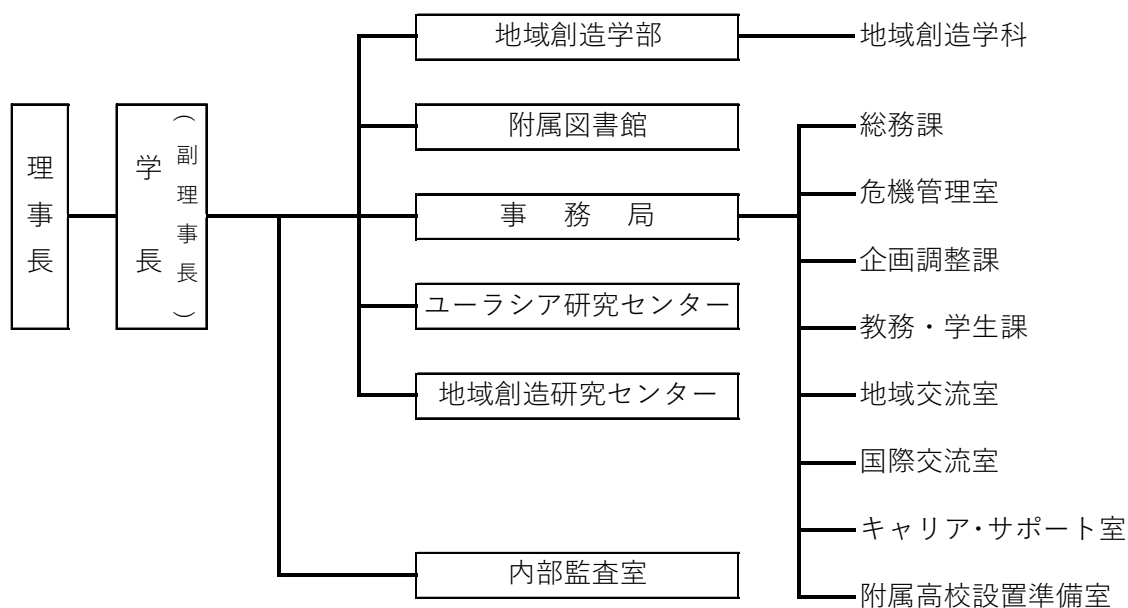 理事長
学長
（副理事長）
地域創造学部
地域創造学科
附属図書館
事務局
ユーラシア研究センター
地域創造研究センター
内部監査室
総務課
危機管理室
企画調整課
教務・学生課
地域交流室
国際交流室
キャリア・サポート室
附属高校設置準備室